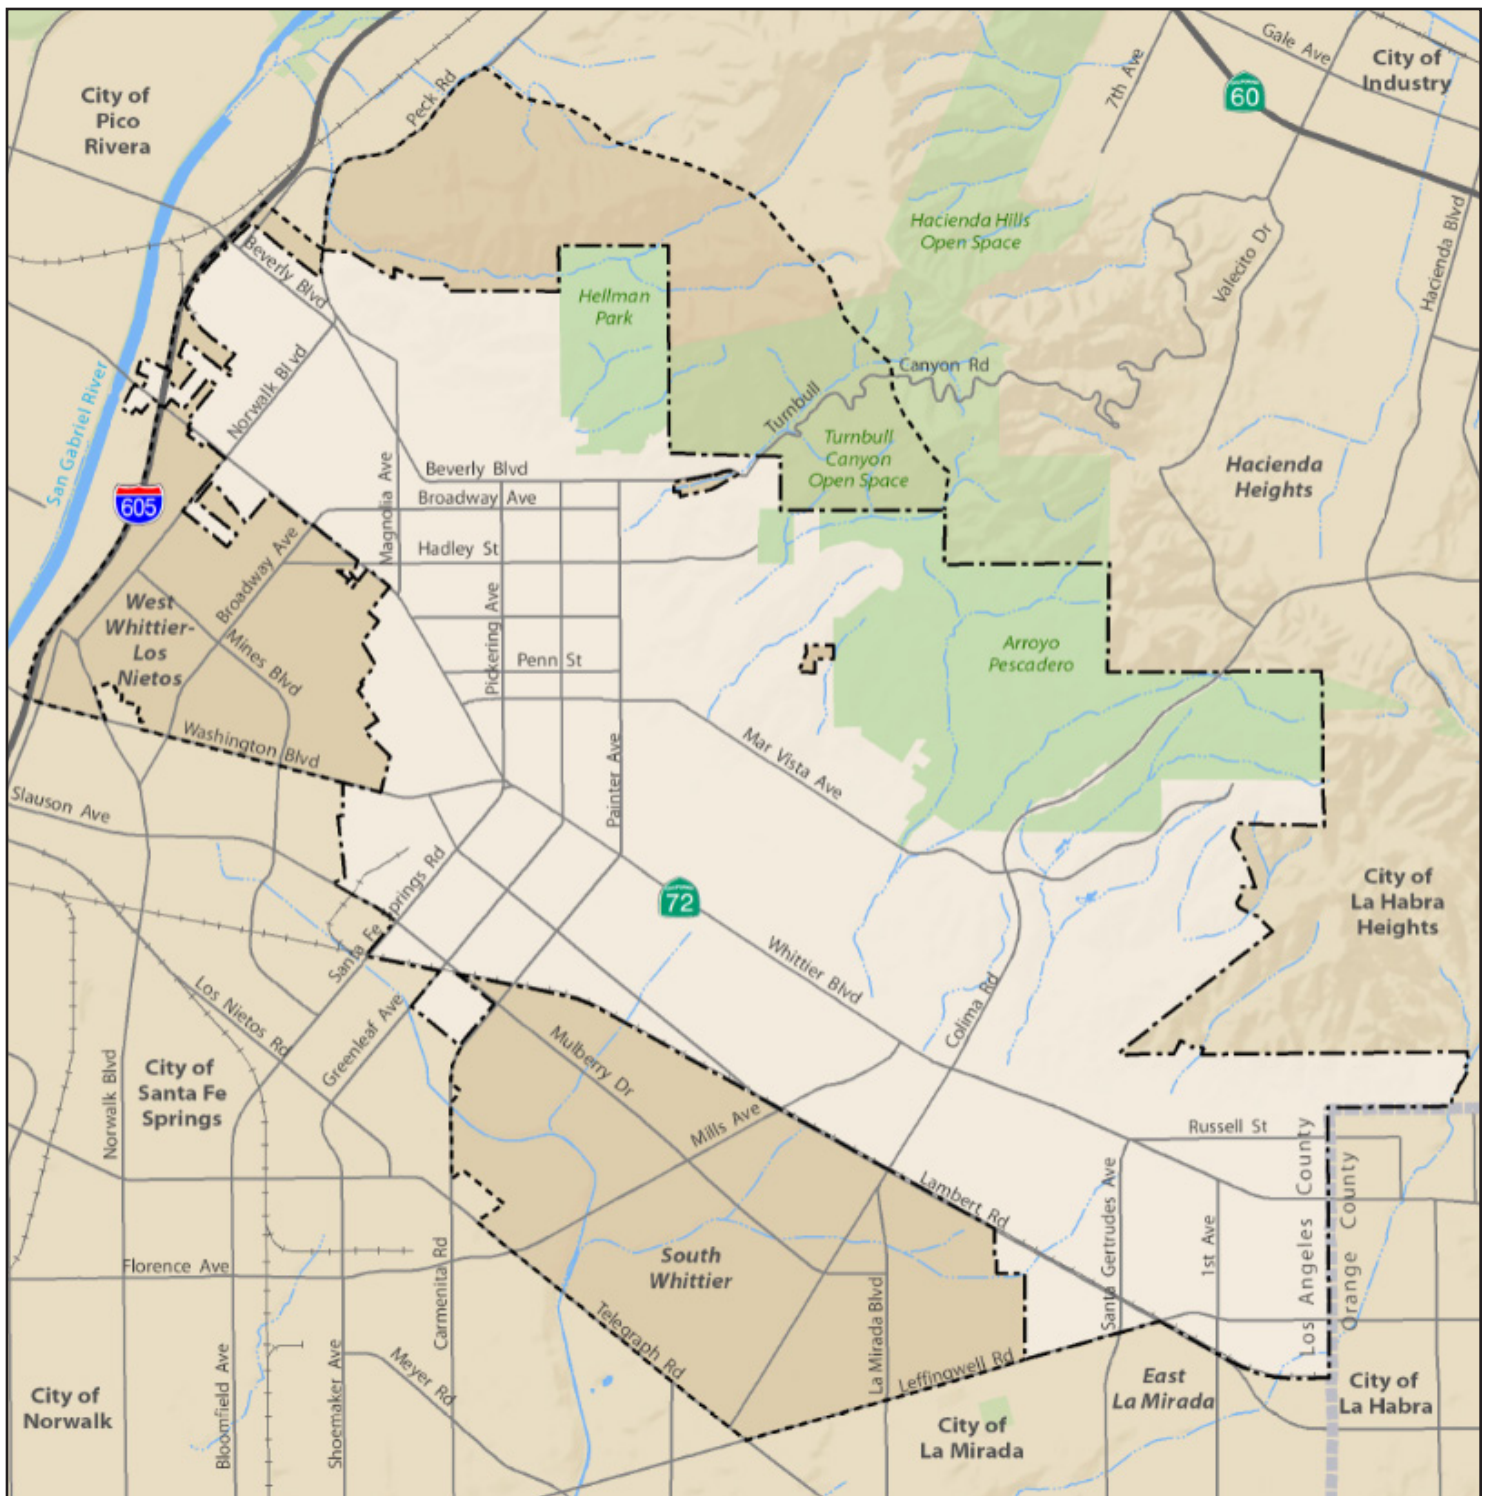 City of
Pico
Rivera
Peck Rd
7th Ave
Gale Ave
60
City of
Industry
Hacienda Hills
Open Space
Valecito Dr
Hacienda Blvd
Beverly Blvd
Hellman
Park
Norwalk Blvd
Canyon Rd
Turnbull
San Gabriel River
Turnbull
Canyon
Open Space
Hacienda
Heights
605
Magnolia Ave
Beverly Blvd
Broadway Ave
Hadley St
Broadway Ave
West
Whittier-
Los
Nietos
Mines Blvd
Pickering Ave
Penn St
Arroyo
Pescadero
Washington Blvd
Painter Ave
Mar Vista Ave
Slauson Ave
Santa Fe Springs Rd
CALIFORNIA
72
City of
La Habra
Heights
Whittier Blvd
Colima Rd
Los Nietos Rd
Greenleaf Ave
Mulberry Dr
Norwalk Blvd
City of
Santa Fe
Springs
Mills Ave
Russell St
Lambert Rd
Santa Gertrudes Ave
1st Ave
Los Angeles County
Orange County
Florence Ave
Carmenita Rd
South
Whittier
Telegraph Rd
La Mirada Blvd
Leffingwell Rd
City of
Norwalk
Bloomfield Ave
Shoemaker Ave
Meyer Rd
City of
La Mirada
East
La Mirada
City of
La Habra